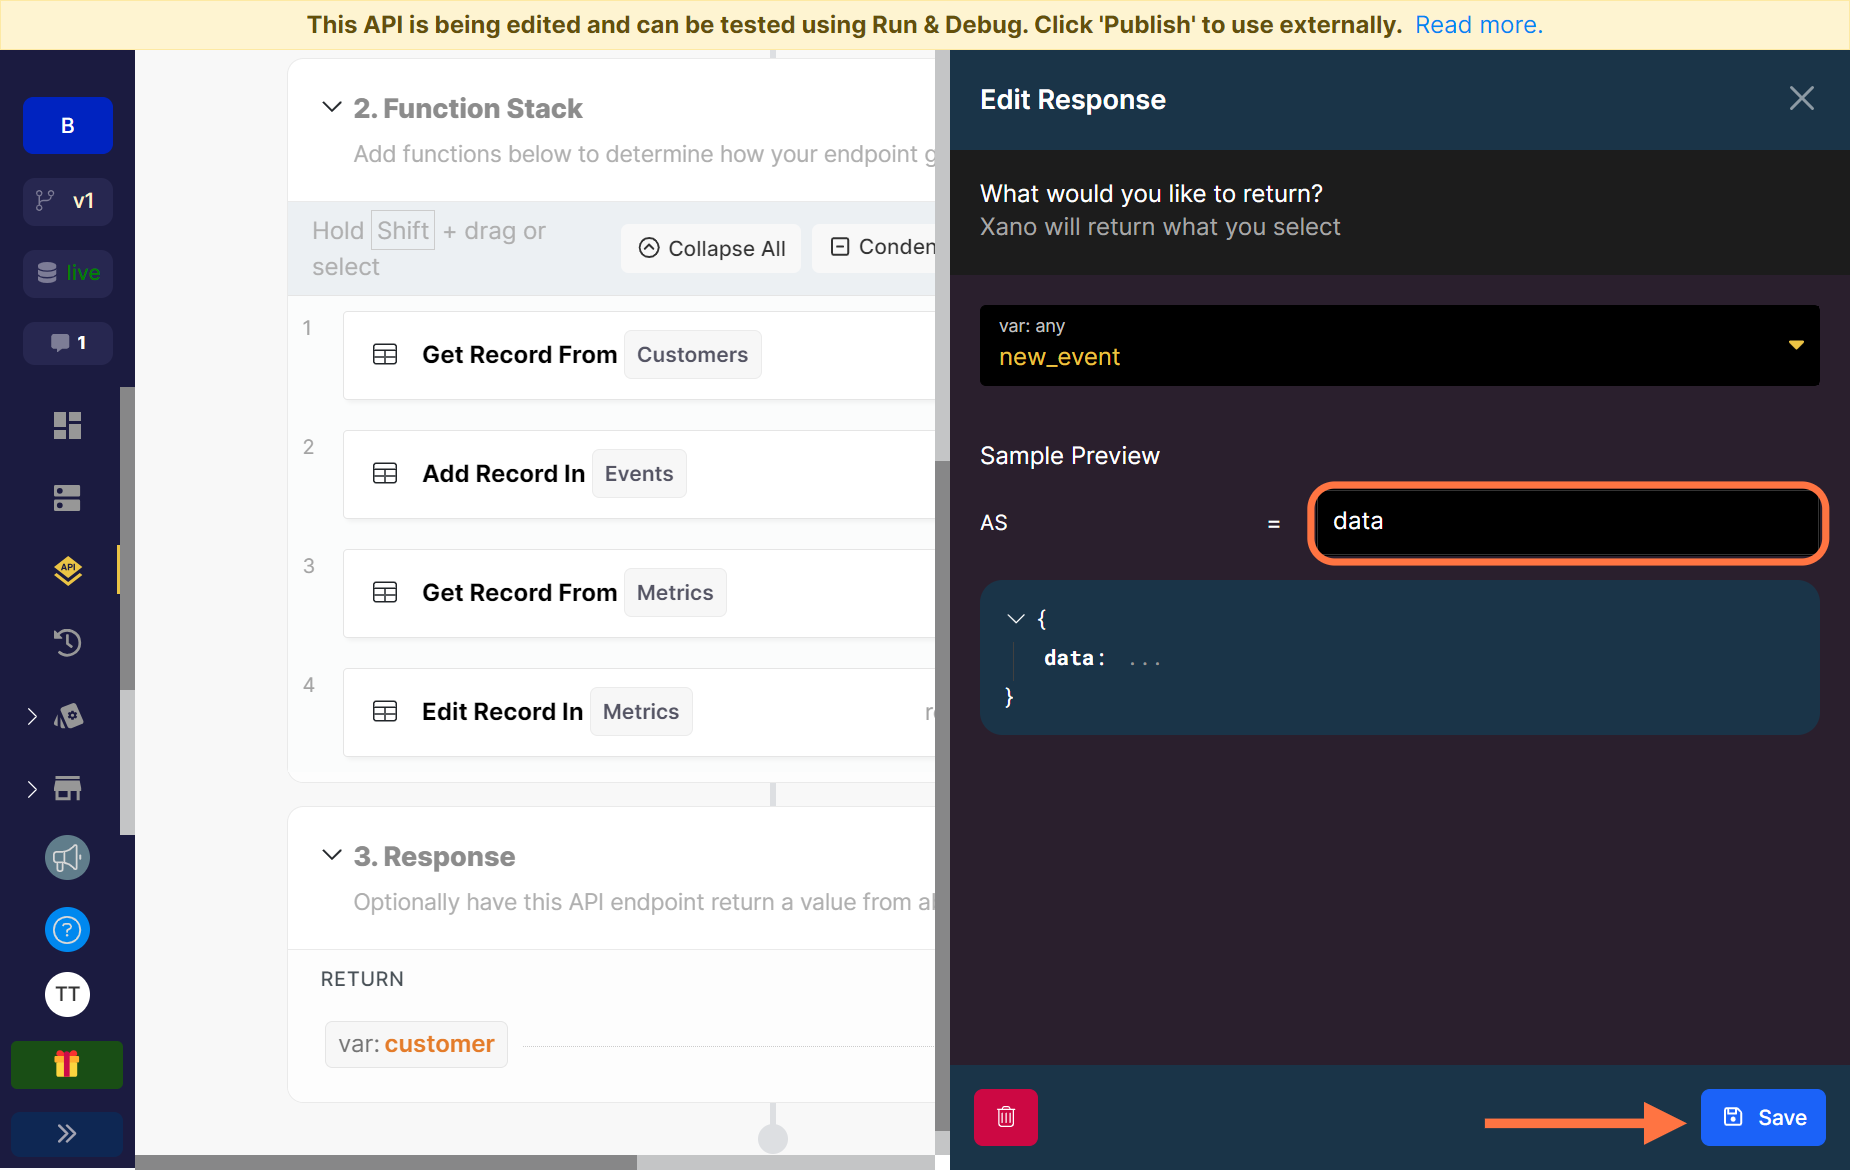 This API is being edited and can be tested using Run & Debug. Click 'Publish' to use externally. Read more.
B
v1
live
1
API
?
TT
2. Function Stack
Add functions below to determine how your endpoint g
Hold Shift + drag or
select
Collapse All
Conden
1
Get Record From Customers
2
Add Record In Events
3
Get Record From Metrics
4
Edit Record In Metrics
3. Response
Optionally have this API endpoint return a value from
RETURN
var: customer
Edit Response
What would you like to return?
Xano will return what you select
var: any
new_event
Sample Preview
AS = data
{
data: ...
}
Save